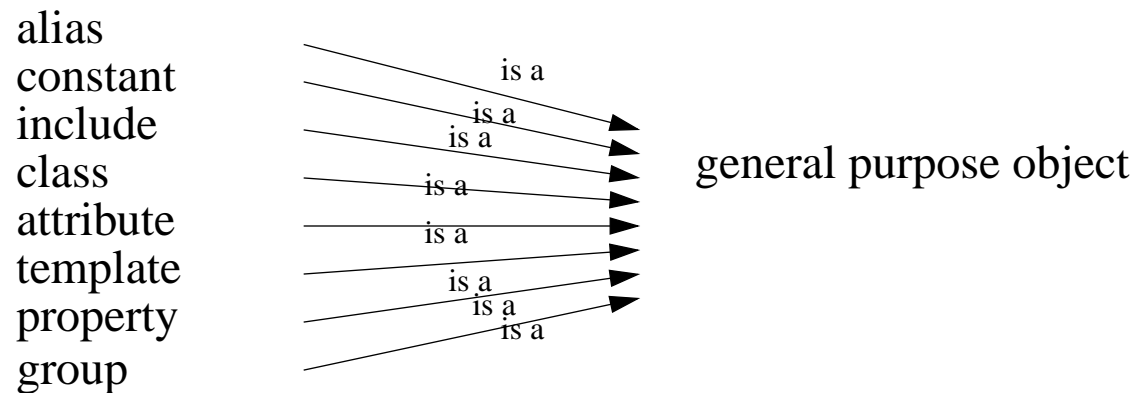 alias
constant
include
class
attribute
template
property
group
is a
is a
is a
is a
is a
is a
is a
is a
general purpose object